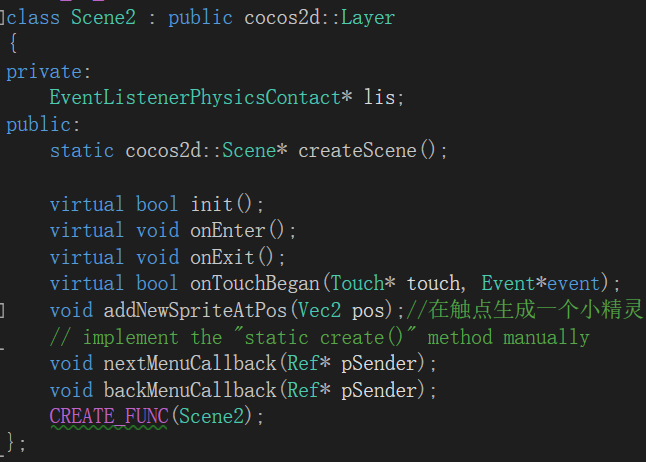 class Scene2 : public cocos2d::Layer
{
private:
    EventListenerPhysicsContact* lis;
public:
    static cocos2d::Scene* createScene();

    virtual bool init();
    virtual void onEnter();
    virtual void onExit();
    virtual bool onTouchBegan(Touch* touch, Event*event);
    void addNewSpriteAtPos(Vec2 pos);//在触点生成一个小精灵
    // implement the "static create()" method manually
    void nextMenuCallback(Ref* pSender);
    void backMenuCallback(Ref* pSender);
    CREATE_FUNC(Scene2);
};